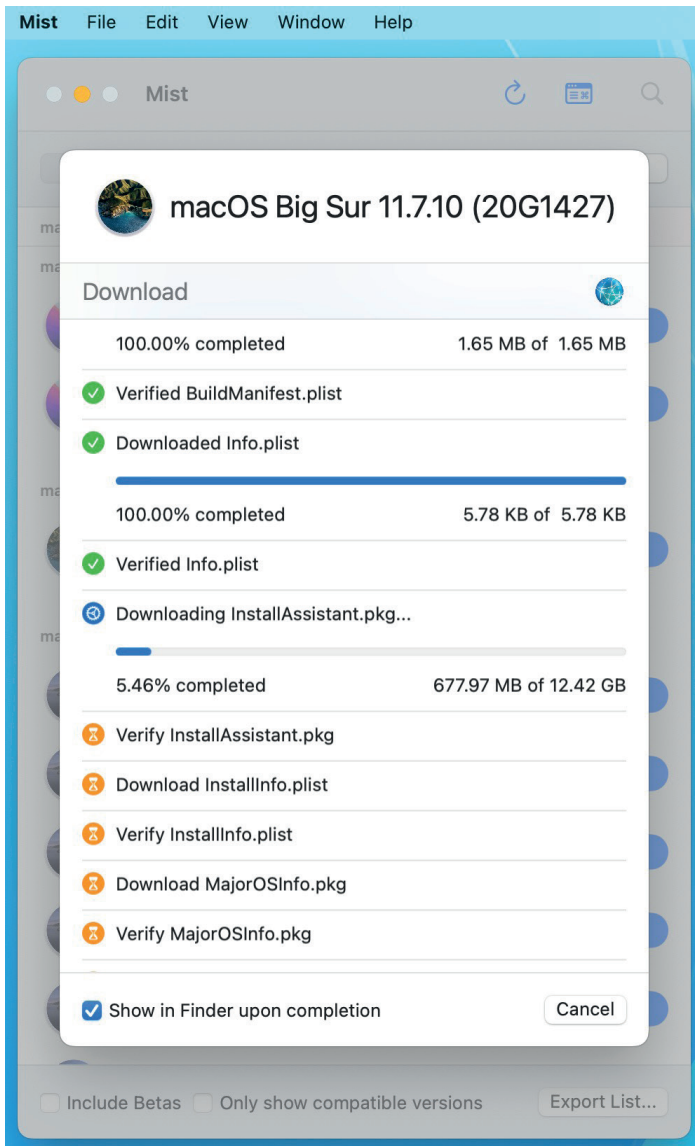 Mist File Edit View Window Help
Mist
macOS Big Sur 11.7.10 (20G1427)
ma
ma
Download
100.00% completed 1.65 MB of 1.65 MB
Verified BuildManifest.plist
Downloaded Info.plist
ma
100.00% completed 5.78 KB of 5.78 KB
Verified Info.plist
Downloading InstallAssistant.pkg...
ma
5.46% completed 677.97 MB of 12.42 GB
Verify InstallAssistant.pkg
Download InstallInfo.plist
Verify InstallInfo.plist
Download MajorOSInfo.pkg
Verify MajorOSInfo.pkg
Show in Finder upon completion Cancel
Include Betas Only show compatible versions Export List...